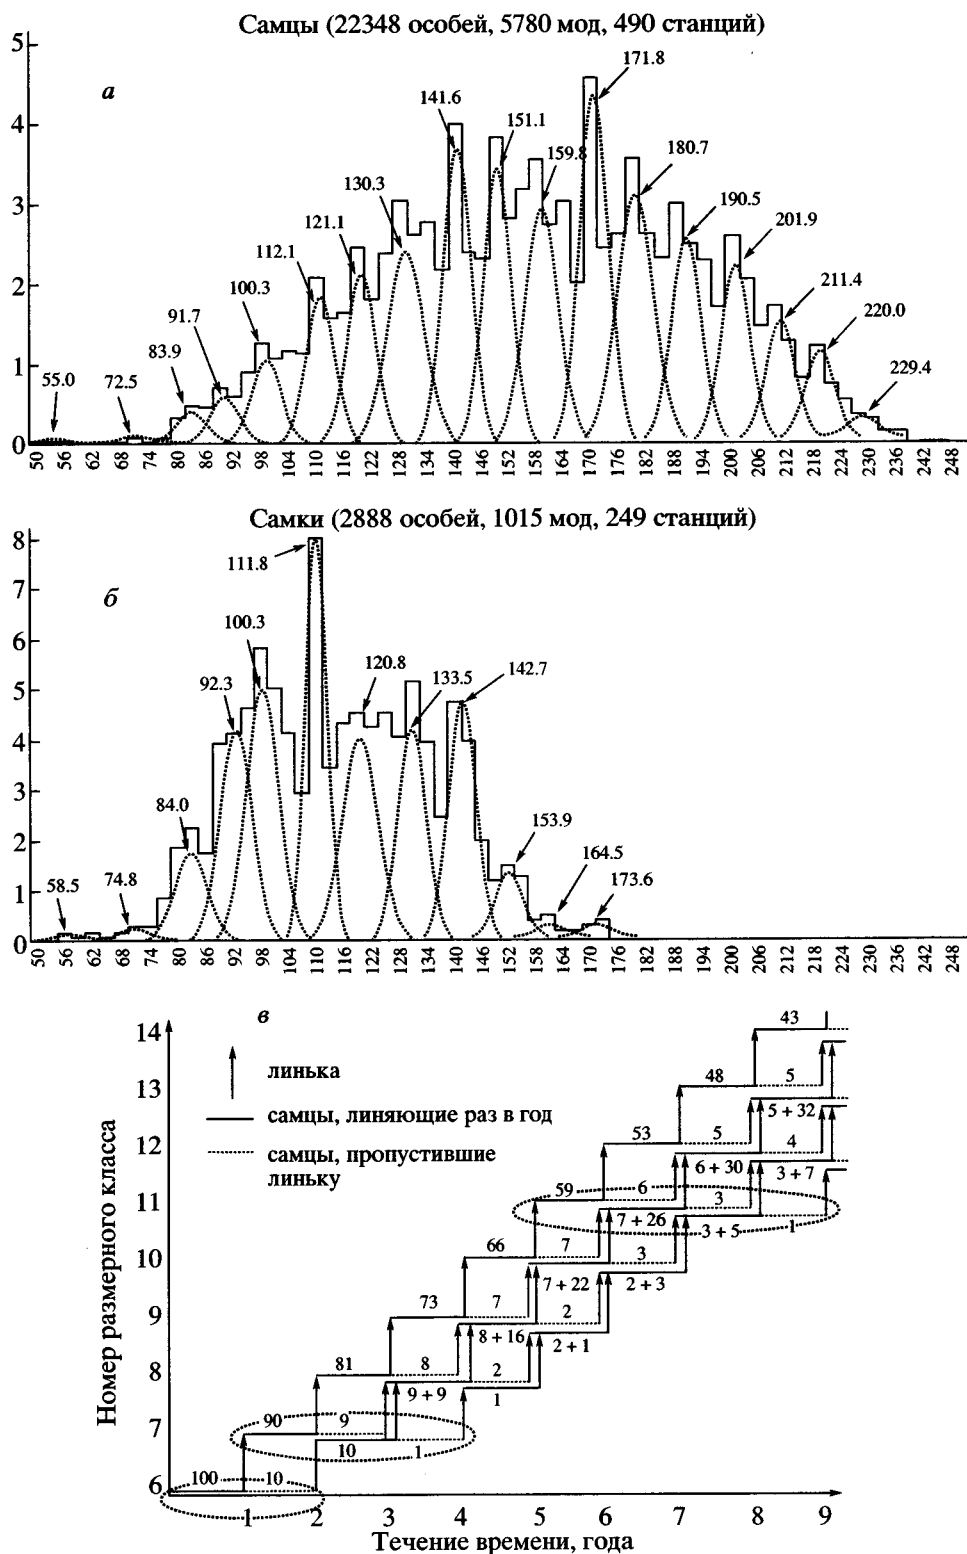 Самцы (22348 особей, 5780 мод, 490 станций)
а
5
4
3
2
1
0
55.0
72.5
83.9
91.7
100.3
112.1
121.1
130.3
141.6
151.1
159.8
171.8
180.7
190.5
201.9
211.4
220.0
229.4
50 56 62 68 74 80 86 92 98 104 110 116 122 128 134 140 146 152 158 164 170 176 182 188 194 200 206 212 218 224 230 236 242 248
Самки (2888 особей, 1015 мод, 249 станций)
б
8
7
6
5
4
3
2
1
0
58.5
74.8
84.0
92.3
100.3
111.8
120.8
133.5
142.7
153.9
164.5
173.6
50 56 62 68 74 80 86 92 98 104 110 116 122 128 134 140 146 152 158 164 170 176 182 188 194 200 206 212 218 224 230 236 242 248
в
линька
самцы, линяющие раз в год
самцы, пропустившие
линьку
Номер размерного класса
14
13
12
11
10
9
8
7
6
43
48 5
5 + 32
53 5 4
6 + 30 3 + 7
59 6 3
7 + 26 3 + 5 1
66 7 3
7 + 22 2 + 3
73 7 2
8 + 16 2 + 1
81 8 2
9 + 9 1
90 9
10 1
100 10
1 2 3 4 5 6 7 8 9
Течение времени, года